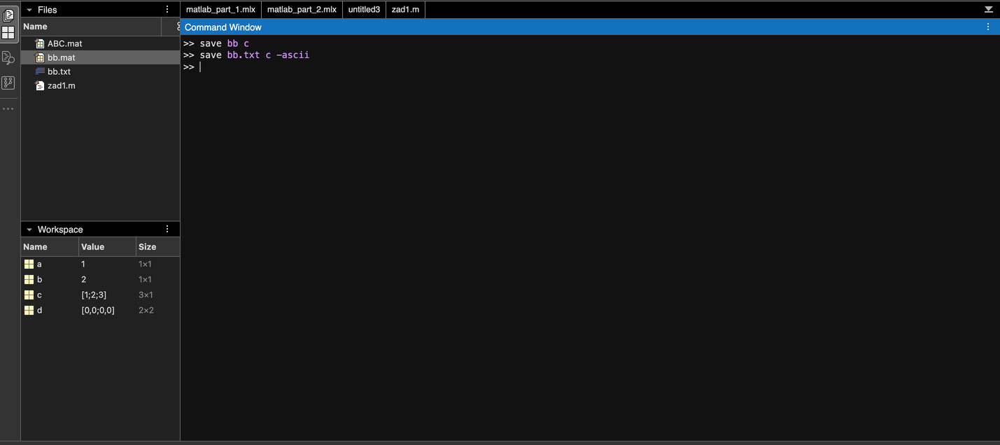 Files
matlab_part_1.mlx matlab_part_2.mlx untitled3 zad1.m
Name
Command Window
ABC.mat
bb.mat
bb.txt
zad1.m
>> save bb c
>> save bb.txt c -ascii
>>
Workspace
Name Value Size
a 1 1×1
b 2 1×1
c [1;2;3] 3×1
d [0,0;0,0] 2×2